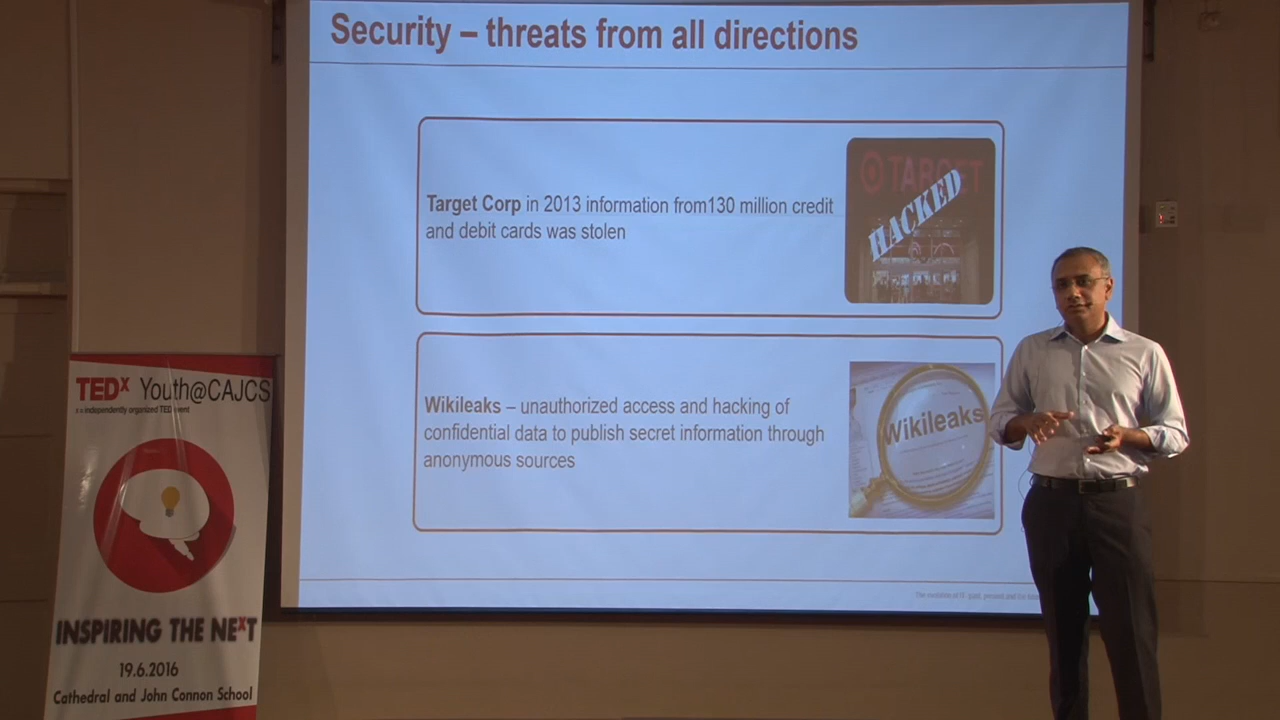 Security – threats from all directions
Target Corp in 2013 information from130 million credit
and debit cards was stolen
TARGET
HACKED
Wikileaks – unauthorized access and hacking of
confidential data to publish secret information through
anonymous sources
Wikileaks
TEDx Youth@CAJCS
x = independently organized TED event
INSPIRING THE NEXT
19.6.2016
Cathedral and John Connon School